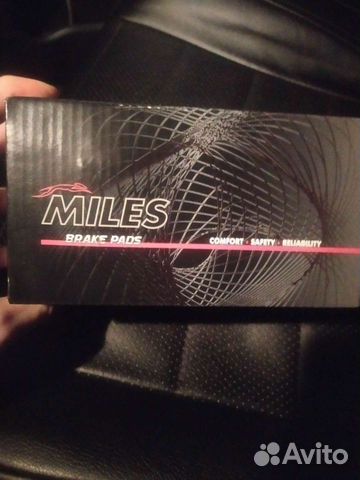 MILES
BRAKE PADS
COMFORT · SAFETY · RELIABILITY
Avito